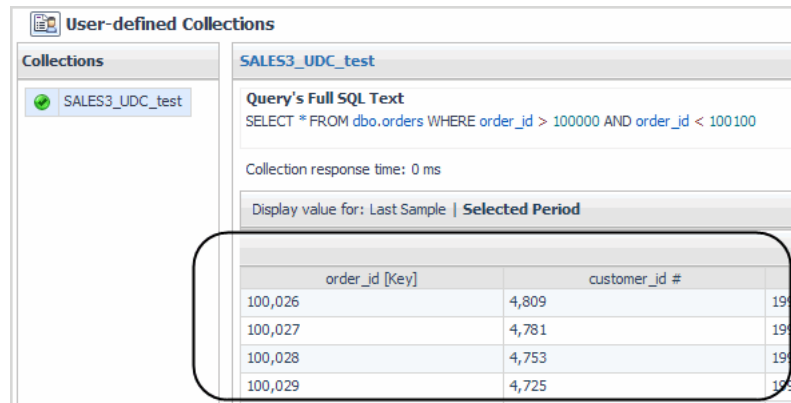 User-defined Collections
Collections
SALES3_UDC_test
SALES3_UDC_test
Query's Full SQL Text
SELECT * FROM dbo.orders WHERE order_id > 100000 AND order_id < 100100
Collection response time: 0 ms
Display value for: Last Sample | Selected Period
order_id [Key] customer_id #
100,026 4,809
100,027 4,781
100,028 4,753
100,029 4,725